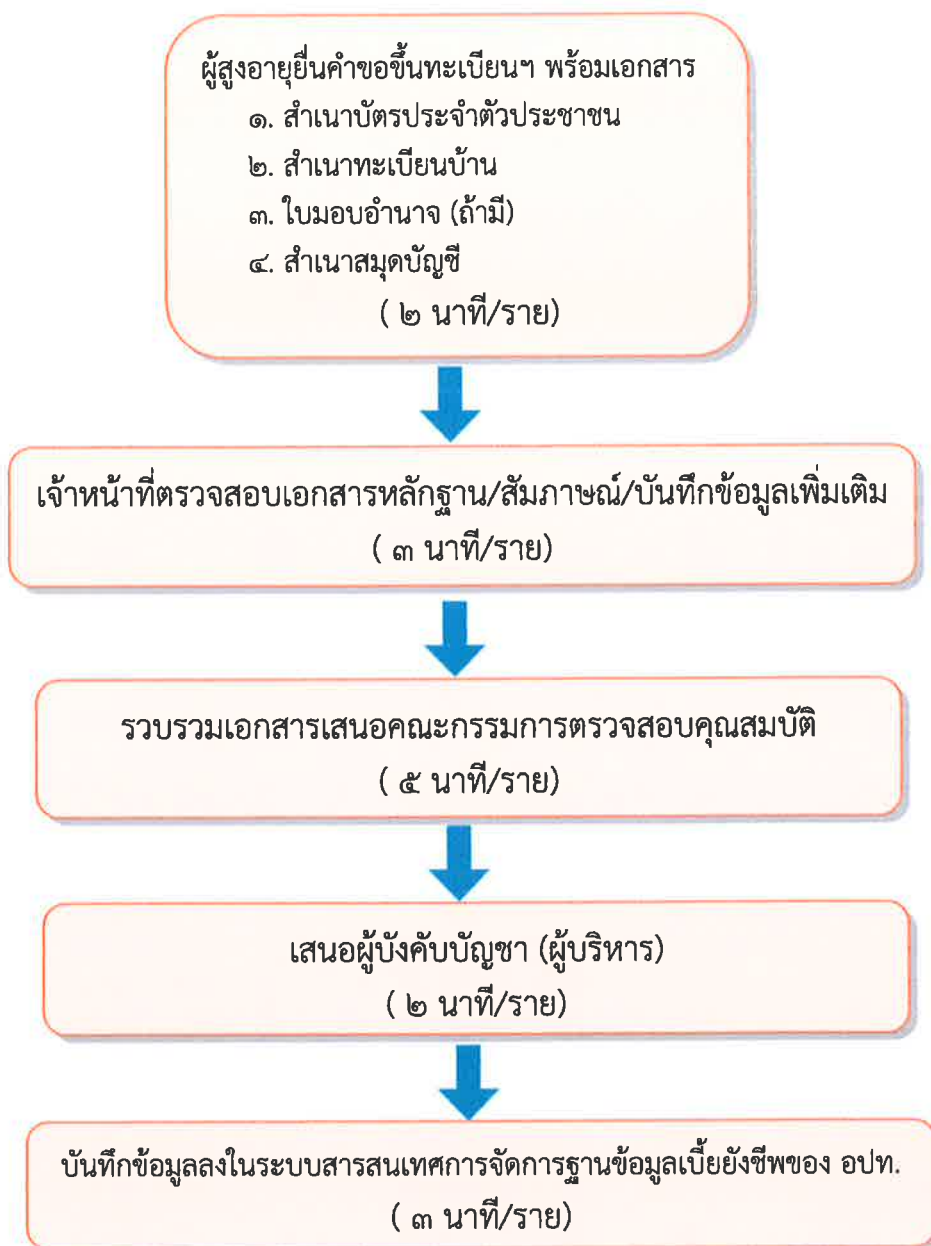 ผู้สูงอายุยื่นคำขอขึ้นทะเบียนฯ พร้อมเอกสาร
๑. สำเนาบัตรประจำตัวประชาชน
๒. สำเนาทะเบียนบ้าน
๓. ใบมอบอำนาจ (ถ้ามี)
๔. สำเนาสมุดบัญชี
( ๒ นาที/ราย)
เจ้าหน้าที่ตรวจสอบเอกสารหลักฐาน/สัมภาษณ์/บันทึกข้อมูลเพิ่มเติม
( ๓ นาที/ราย)
รวบรวมเอกสารเสนอคณะกรรมการตรวจสอบคุณสมบัติ
( ๕ นาที/ราย)
เสนอผู้บังคับบัญชา (ผู้บริหาร)
( ๒ นาที/ราย)
บันทึกข้อมูลลงในระบบสารสนเทศการจัดการฐานข้อมูลเบี้ยยังชีพของ อปท.
( ๓ นาที/ราย)